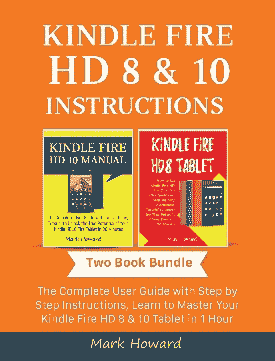 KINDLE FIRE
HD 8 & 10
INSTRUCTIONS
KINDLE FIRE
HD 10 MANUAL
Mark Howard
KINDLE FIRE
HD8 TABLET
Mark Howard
Two Book Bundle
The Complete User Guide with Step by
Step Instructions, Learn to Master Your
Kindle Fire HD 8 & 10 Tablet in 1 Hour
Mark Howard